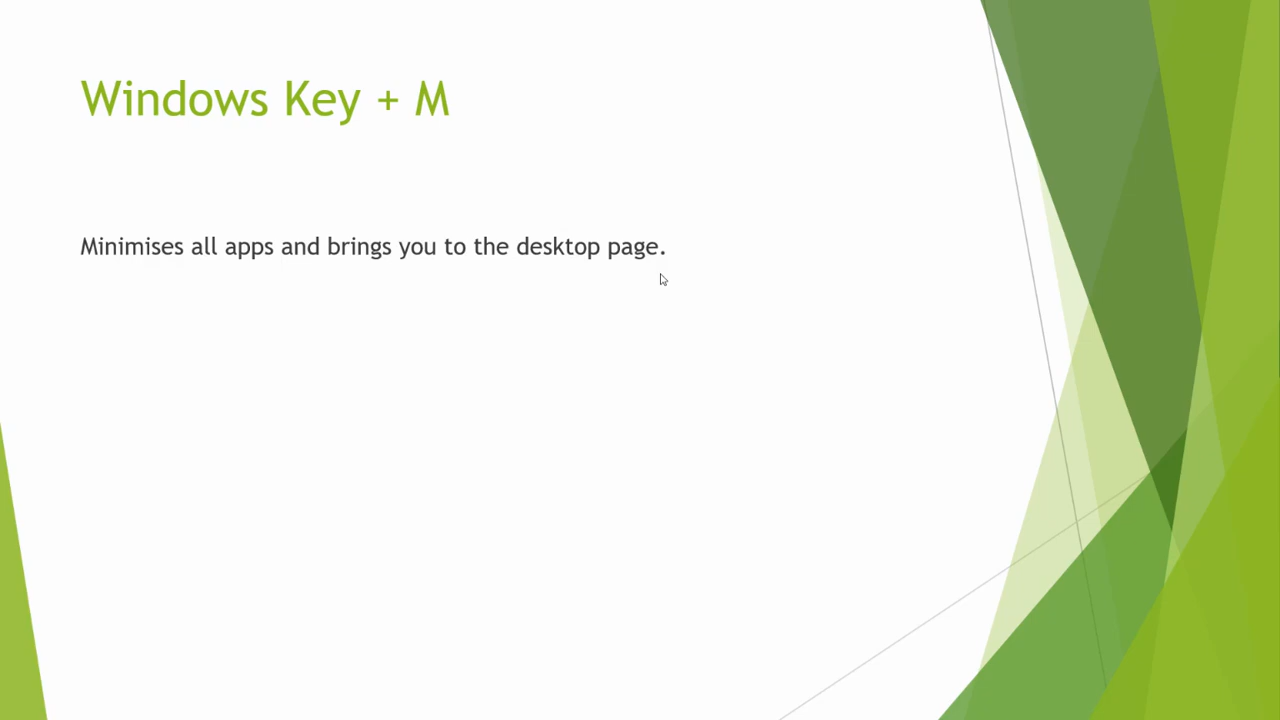 Windows Key + M
Minimises all apps and brings you to the desktop page.